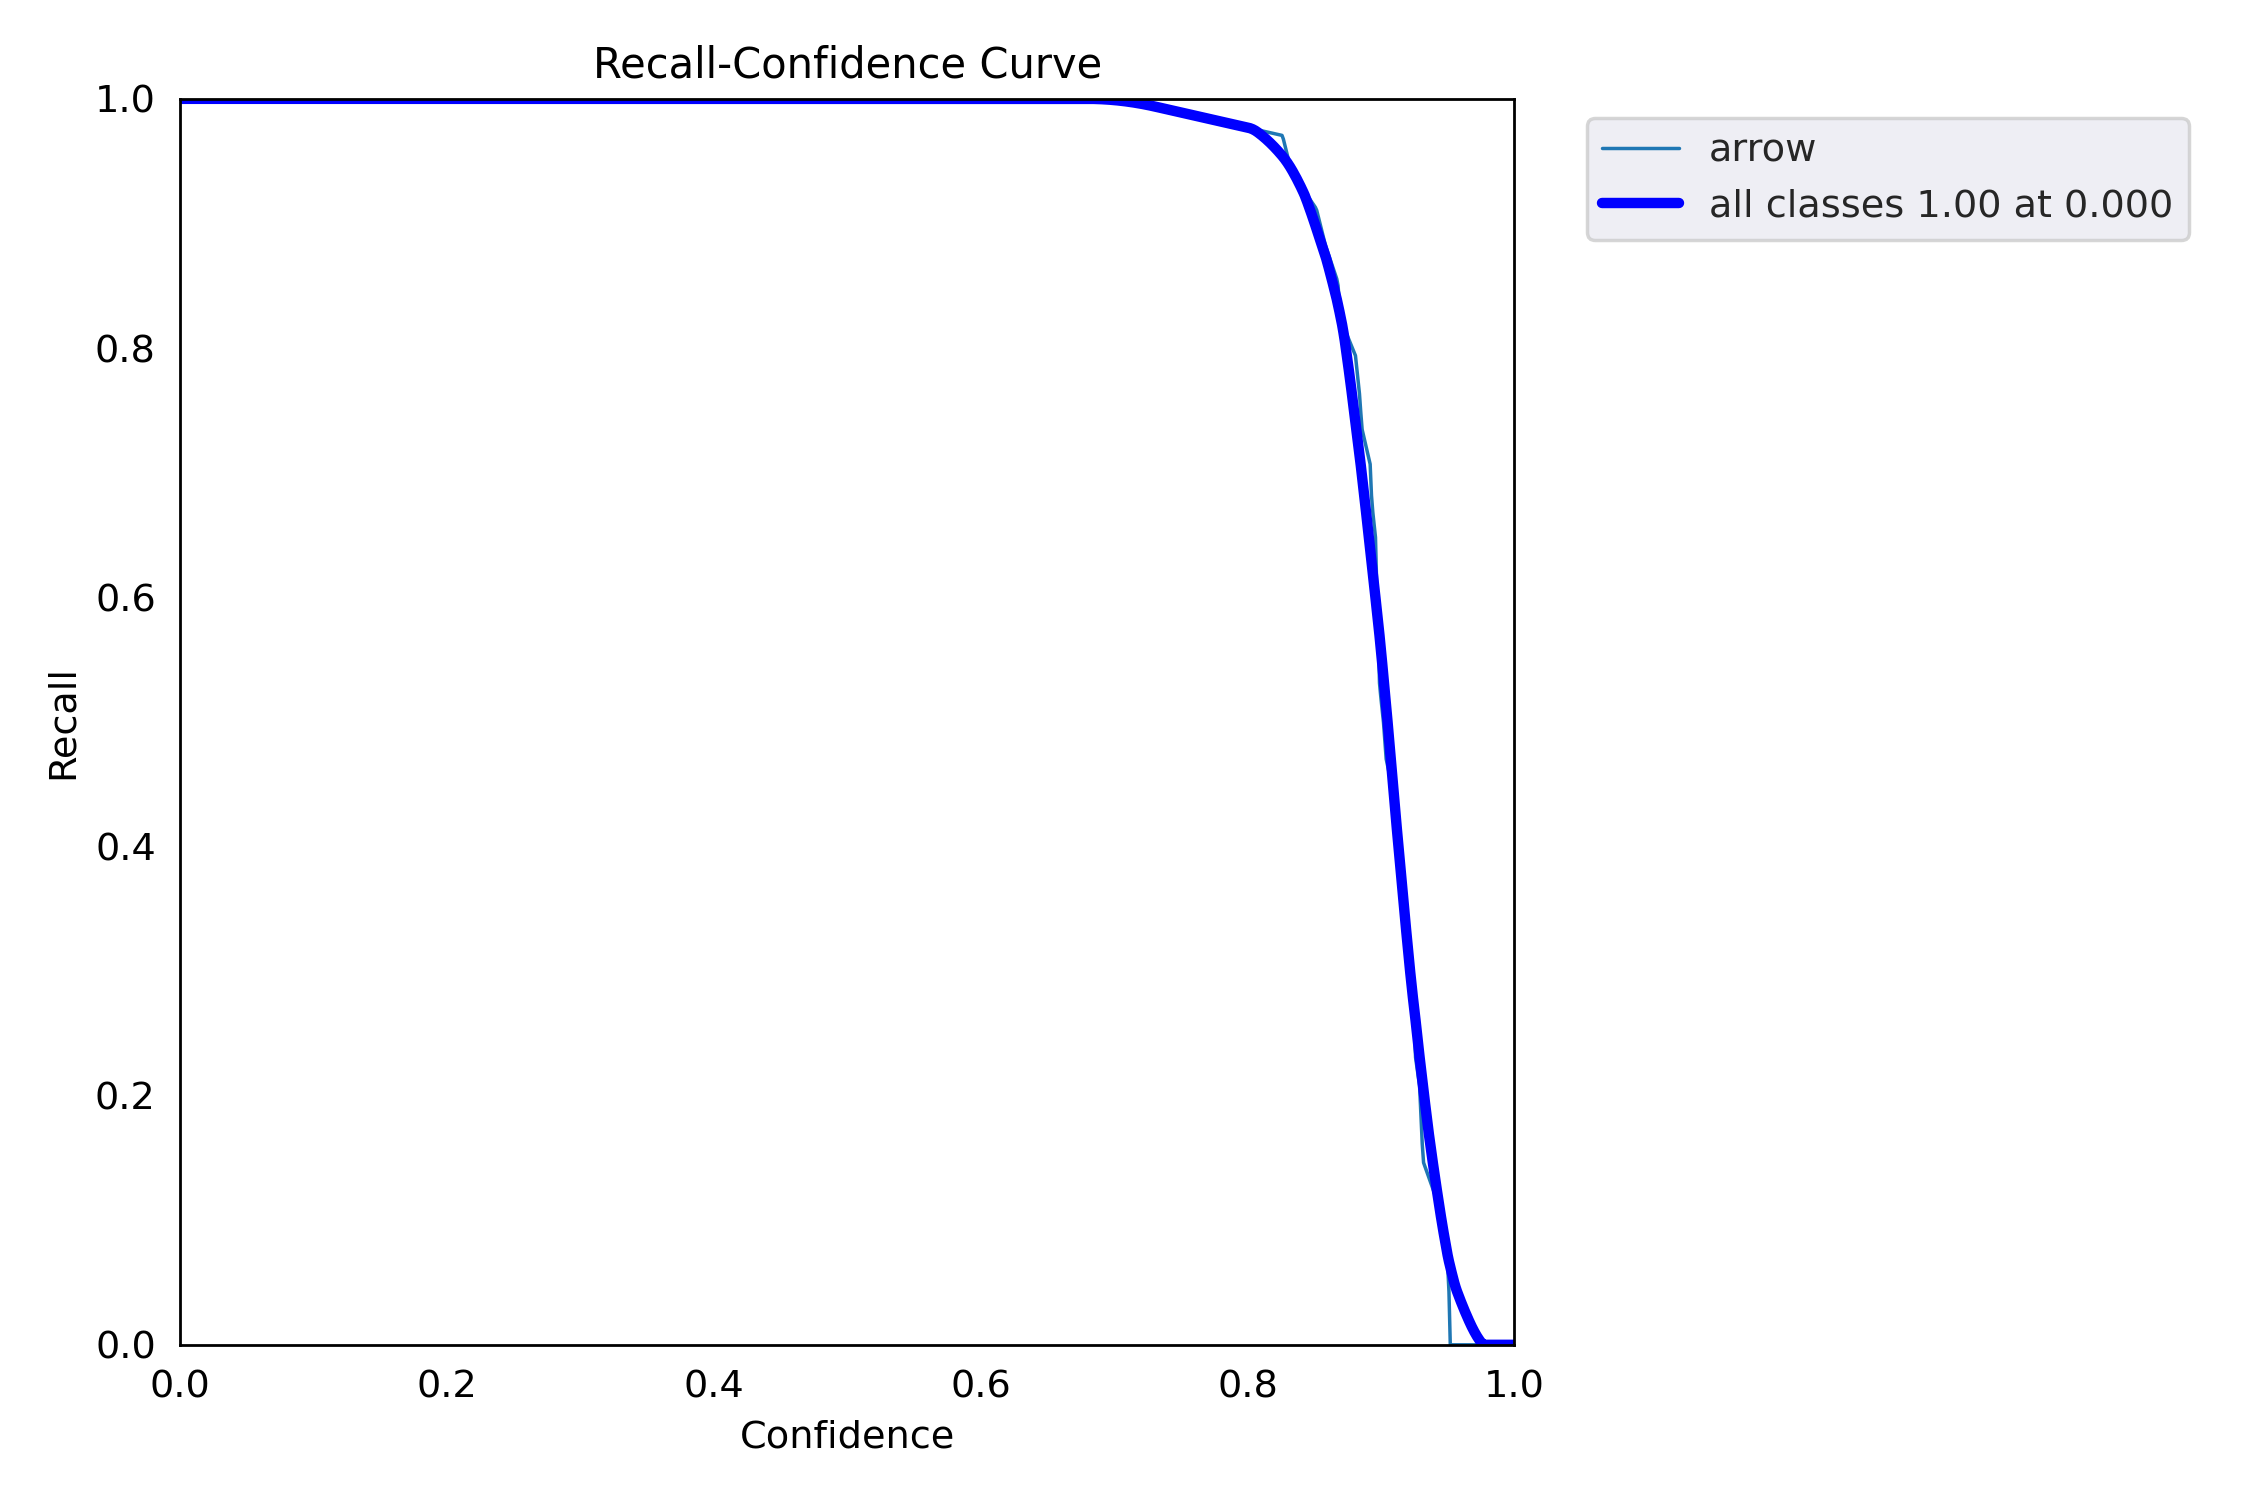 Recall-Confidence Curve
1.0
0.8
0.6
0.4
0.2
0.0
Recall
0.0 0.2 0.4 0.6 0.8 1.0
Confidence
arrow
all classes 1.00 at 0.000